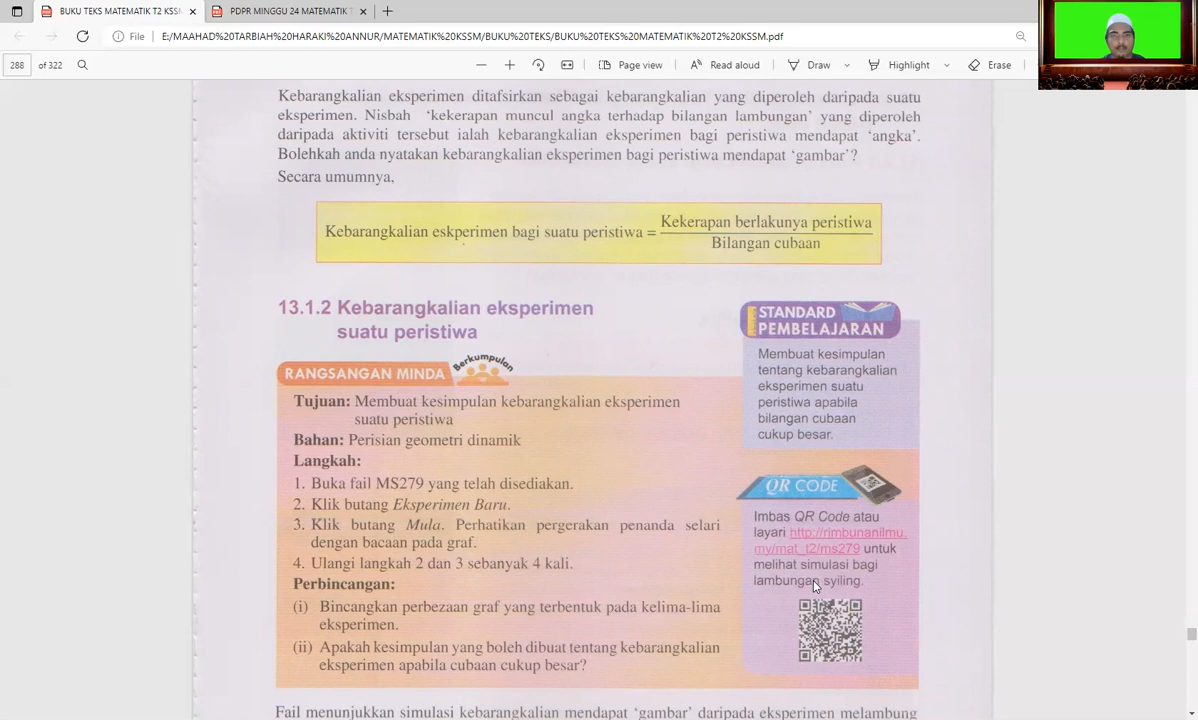 BUKU TEKS MATEMATIK T2 KSSM
PDPR MINGGU 24 MATEMATIK T
File
E:/MAAHAD%20TARBIAH%20HARAKI%20ANNUR/MATEMATIK%20KSSM/BUKU%20TEKS/BUKU%20TEKS%20MATEMATIK%20T2%20KSSM.pdf
288 of 322
Page view
Read aloud
Draw
Highlight
Erase
Kebarangkalian eksperimen ditafsirkan sebagai kebarangkalian yang diperoleh daripada suatu
eksperimen. Nisbah ‘kekerapan muncul angka terhadap bilangan lambungan’ yang diperoleh
daripada aktiviti tersebut ialah kebarangkalian eksperimen bagi peristiwa mendapat ‘angka’.
Bolehkah anda nyatakan kebarangkalian eksperimen bagi peristiwa mendapat ‘gambar’?
Secara umumnya,
Kebarangkalian eskperimen bagi suatu peristiwa = Kekerapan berlakunya peristiwa
Bilangan cubaan
13.1.2 Kebarangkalian eksperimen
suatu peristiwa
RANGSANGAN MINDA
Berkumpulan
Tujuan: Membuat kesimpulan kebarangkalian eksperimen
suatu peristiwa
Bahan: Perisian geometri dinamik
Langkah:
1. Buka fail MS279 yang telah disediakan.
2. Klik butang Eksperimen Baru.
3. Klik butang Mula. Perhatikan pergerakan penanda selari
dengan bacaan pada graf.
4. Ulangi langkah 2 dan 3 sebanyak 4 kali.
Perbincangan:
(i) Bincangkan perbezaan graf yang terbentuk pada kelima-lima
eksperimen.
(ii) Apakah kesimpulan yang boleh dibuat tentang kebarangkalian
eksperimen apabila cubaan cukup besar?
STANDARD
PEMBELAJARAN
Membuat kesimpulan
tentang kebarangkalian
eksperimen suatu
peristiwa apabila
bilangan cubaan
cukup besar.
QR CODE
Imbas QR Code atau
layari http://rimbunanilmu.
my/mat_t2/ms279 untuk
melihat simulasi bagi
lambungan syiling.
Fail menunjukkan simulasi kebarangkalian mendapat ‘gambar’ daripada eksperimen melambung